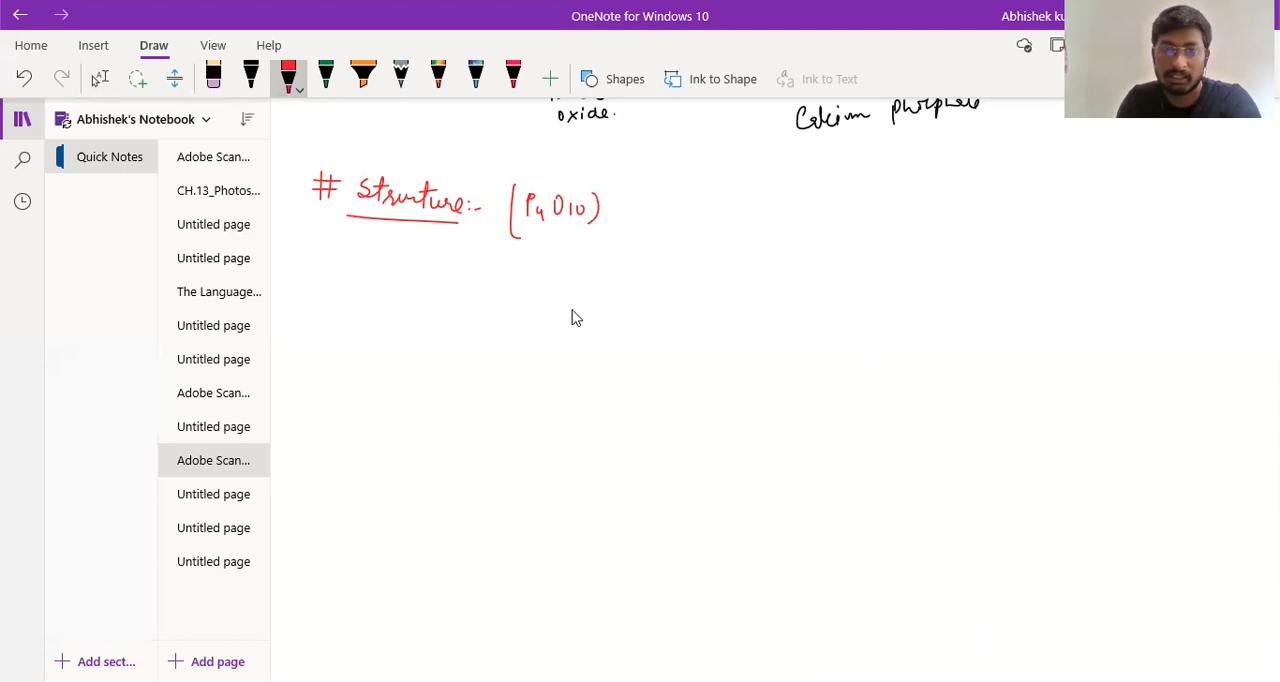 OneNote for Windows 10
Abhishek ku
Home Insert Draw View Help
Shapes Ink to Shape Ink to Text
Abhishek's Notebook
Quick Notes
Adobe Scan...
CH.13_Photos...
Untitled page
Untitled page
The Language...
Untitled page
Untitled page
Adobe Scan...
Untitled page
Adobe Scan...
Untitled page
Untitled page
Untitled page
Add sect...
Add page
oxide.
Calcium phosphate
# Structure:- (P4O10)